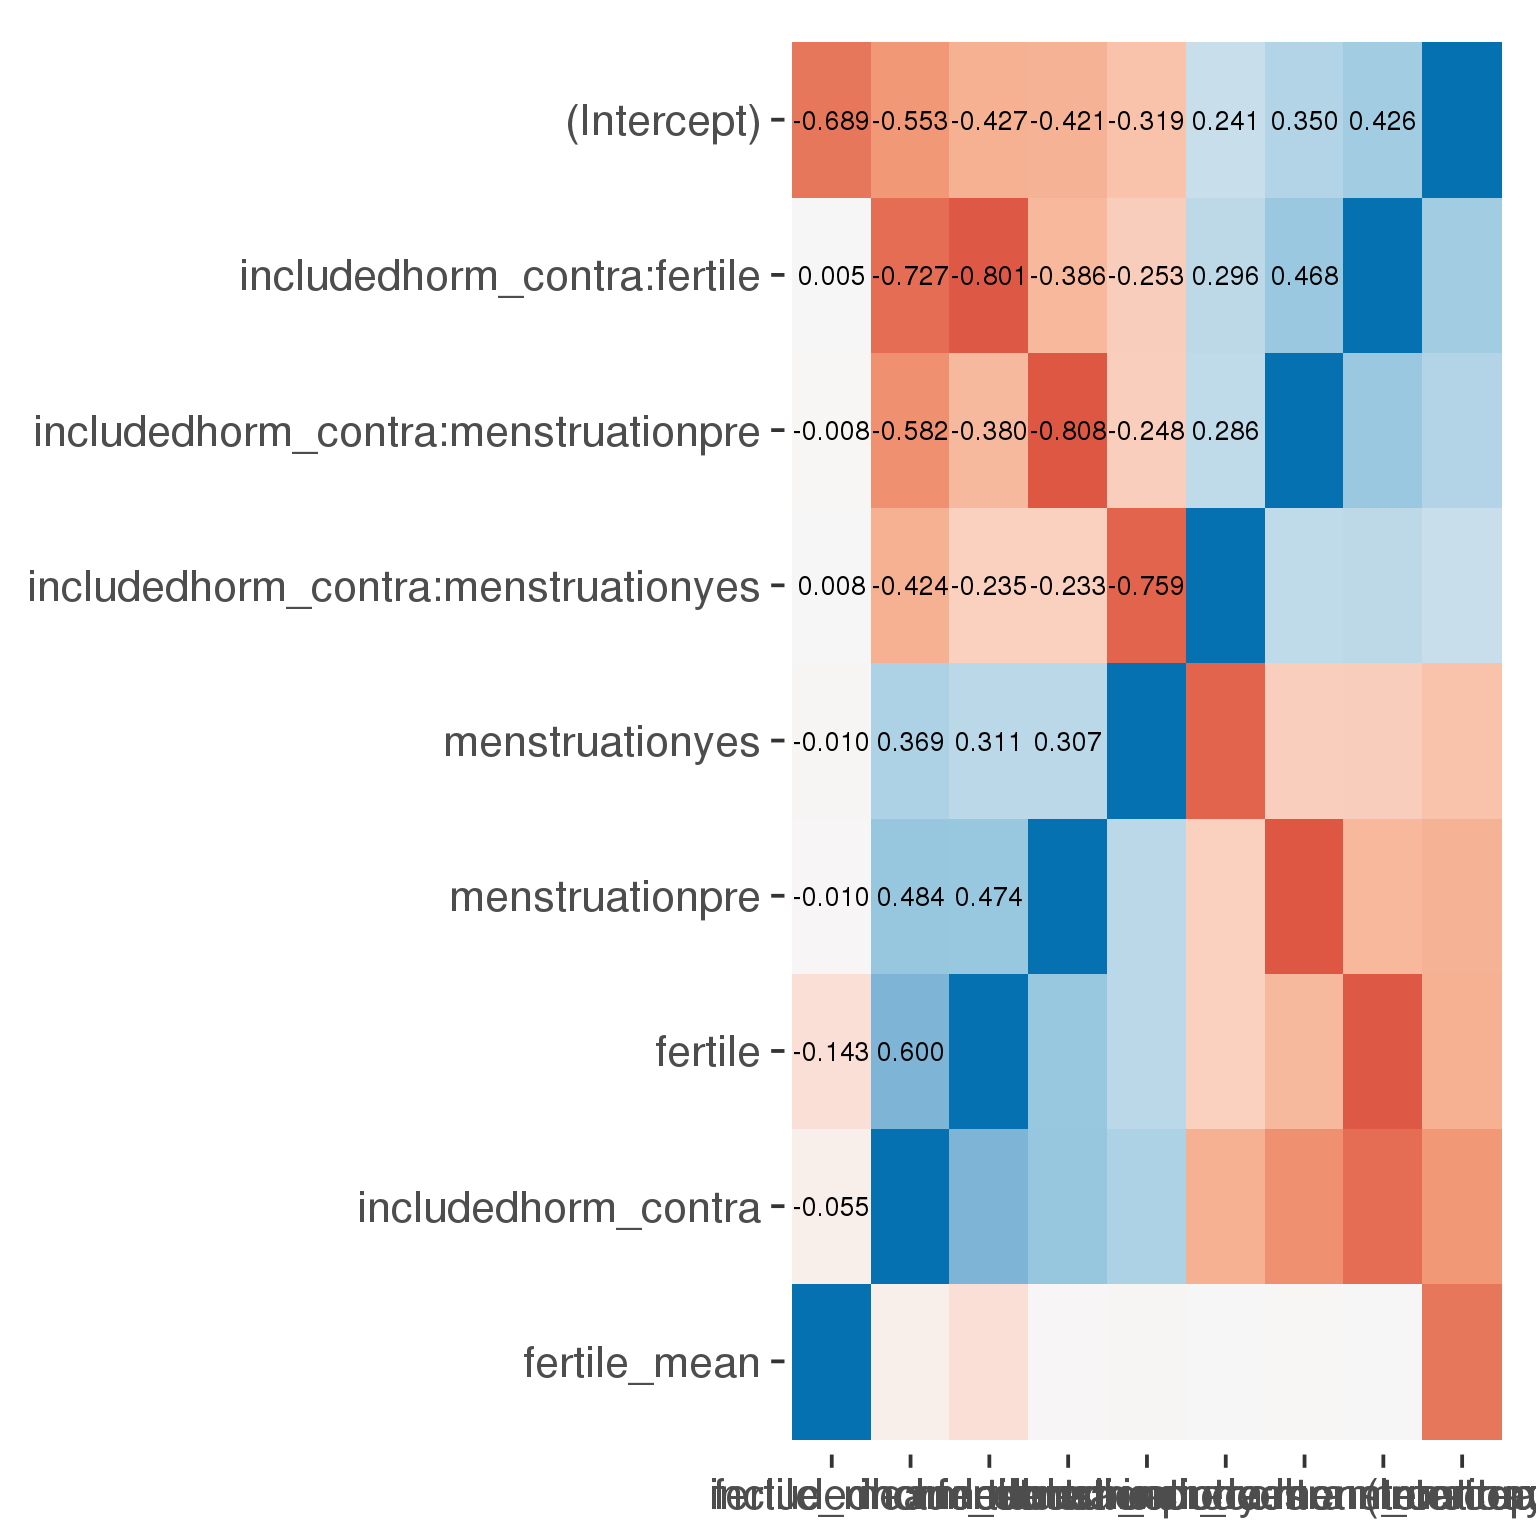 (Intercept) -0.689 -0.553 -0.427 -0.421 -0.319 0.241 0.350 0.426
includedhorm_contra:fertile 0.005 -0.727 -0.801 -0.386 -0.253 0.296 0.468
includedhorm_contra:menstruationpre -0.008 -0.582 -0.380 -0.808 -0.248 0.286
includedhorm_contra:menstruationyes 0.008 -0.424 -0.235 -0.233 -0.759
menstruationyes -0.010 0.369 0.311 0.307
menstruationpre -0.010 0.484 0.474
fertile -0.143 0.600
includedhorm_contra -0.055
fertile_mean